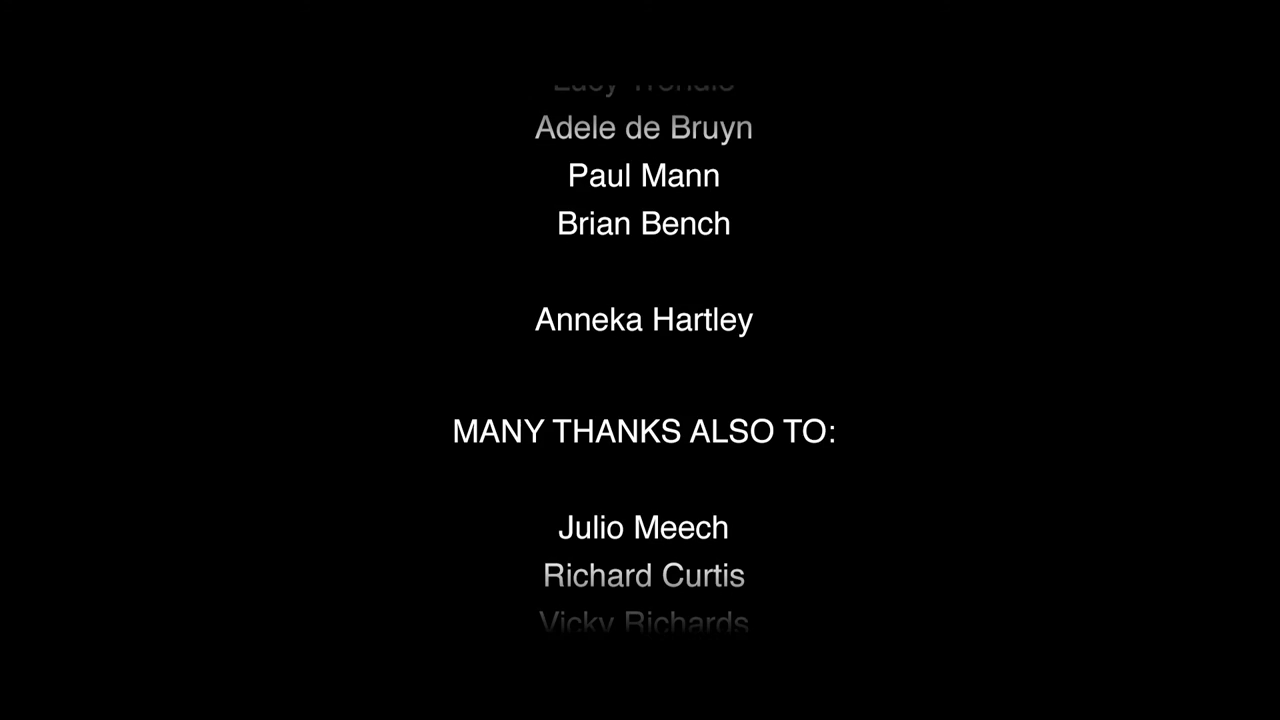 Adele de Bruyn
Paul Mann
Brian Bench
Anneka Hartley
MANY THANKS ALSO TO:
Julio Meech
Richard Curtis
Vicky Richards